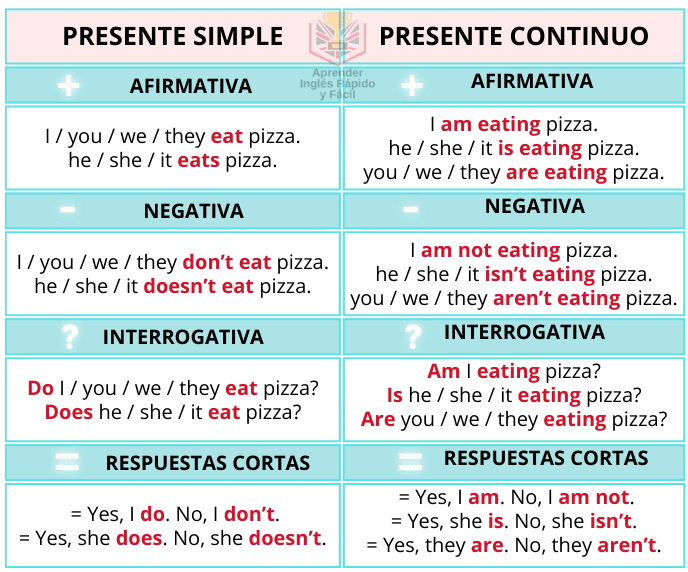 PRESENTE SIMPLE
PRESENTE CONTINUO
Aprender
Inglés Rápido
y Fácil
+ AFIRMATIVA
+ AFIRMATIVA
I / you / we / they eat pizza.
he / she / it eats pizza.
I am eating pizza.
he / she / it is eating pizza.
you / we / they are eating pizza.
- NEGATIVA
- NEGATIVA
I / you / we / they don’t eat pizza.
he / she / it doesn’t eat pizza.
I am not eating pizza.
he / she / it isn’t eating pizza.
you / we / they aren’t eating pizza.
? INTERROGATIVA
? INTERROGATIVA
Do I / you / we / they eat pizza?
Does he / she / it eat pizza?
Am I eating pizza?
Is he / she / it eating pizza?
Are you / we / they eating pizza?
= RESPUESTAS CORTAS
= RESPUESTAS CORTAS
= Yes, I do. No, I don’t.
= Yes, she does. No, she doesn’t.
= Yes, I am. No, I am not.
= Yes, she is. No, she isn’t.
= Yes, they are. No, they aren’t.